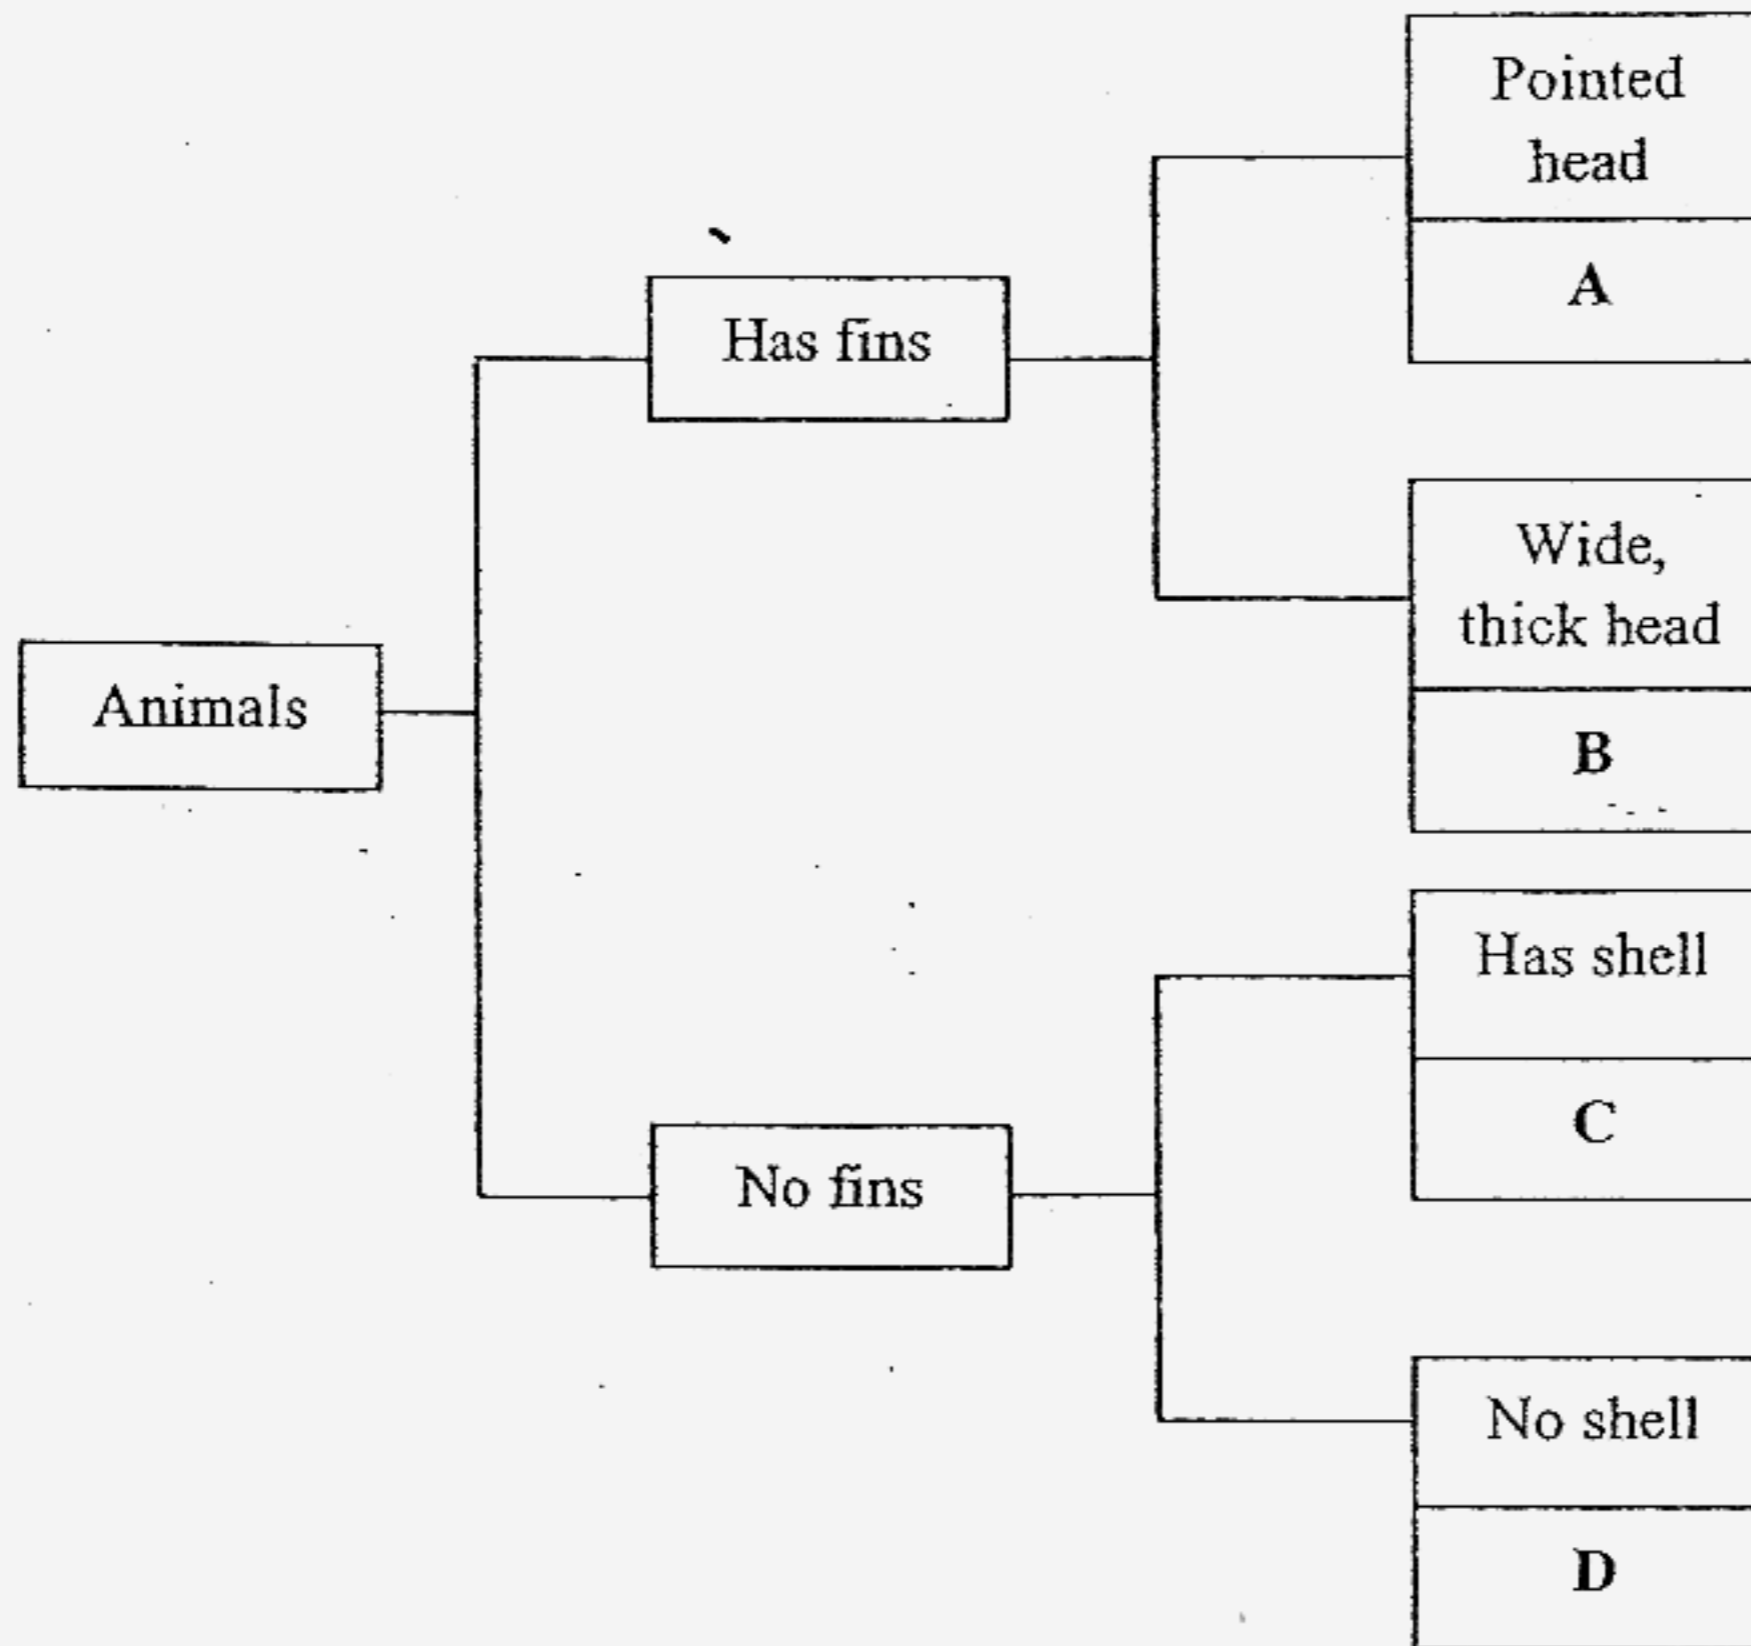 Animals
Has fins
No fins
Pointed
head
A
Wide,
thick head
B
Has shell
C
No shell
D